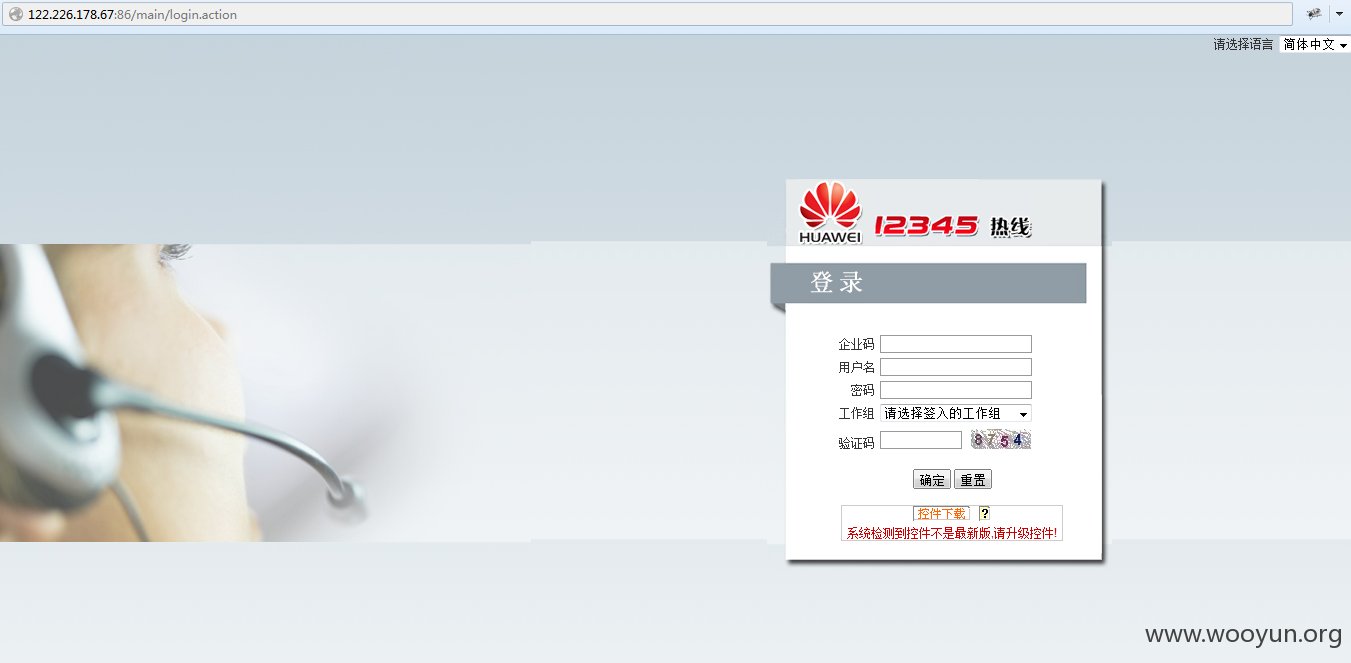 122.226.178.67:86/main/login.action
请选择语言 简体中文
HUAWEI 12345 热线
登录
企业码
用户名
密码
工作组 请选择签入的工作组
验证码 8754
确定 重置
控件下载 ?
系统检测到控件不是最新版,请升级控件!
www.wooyun.org